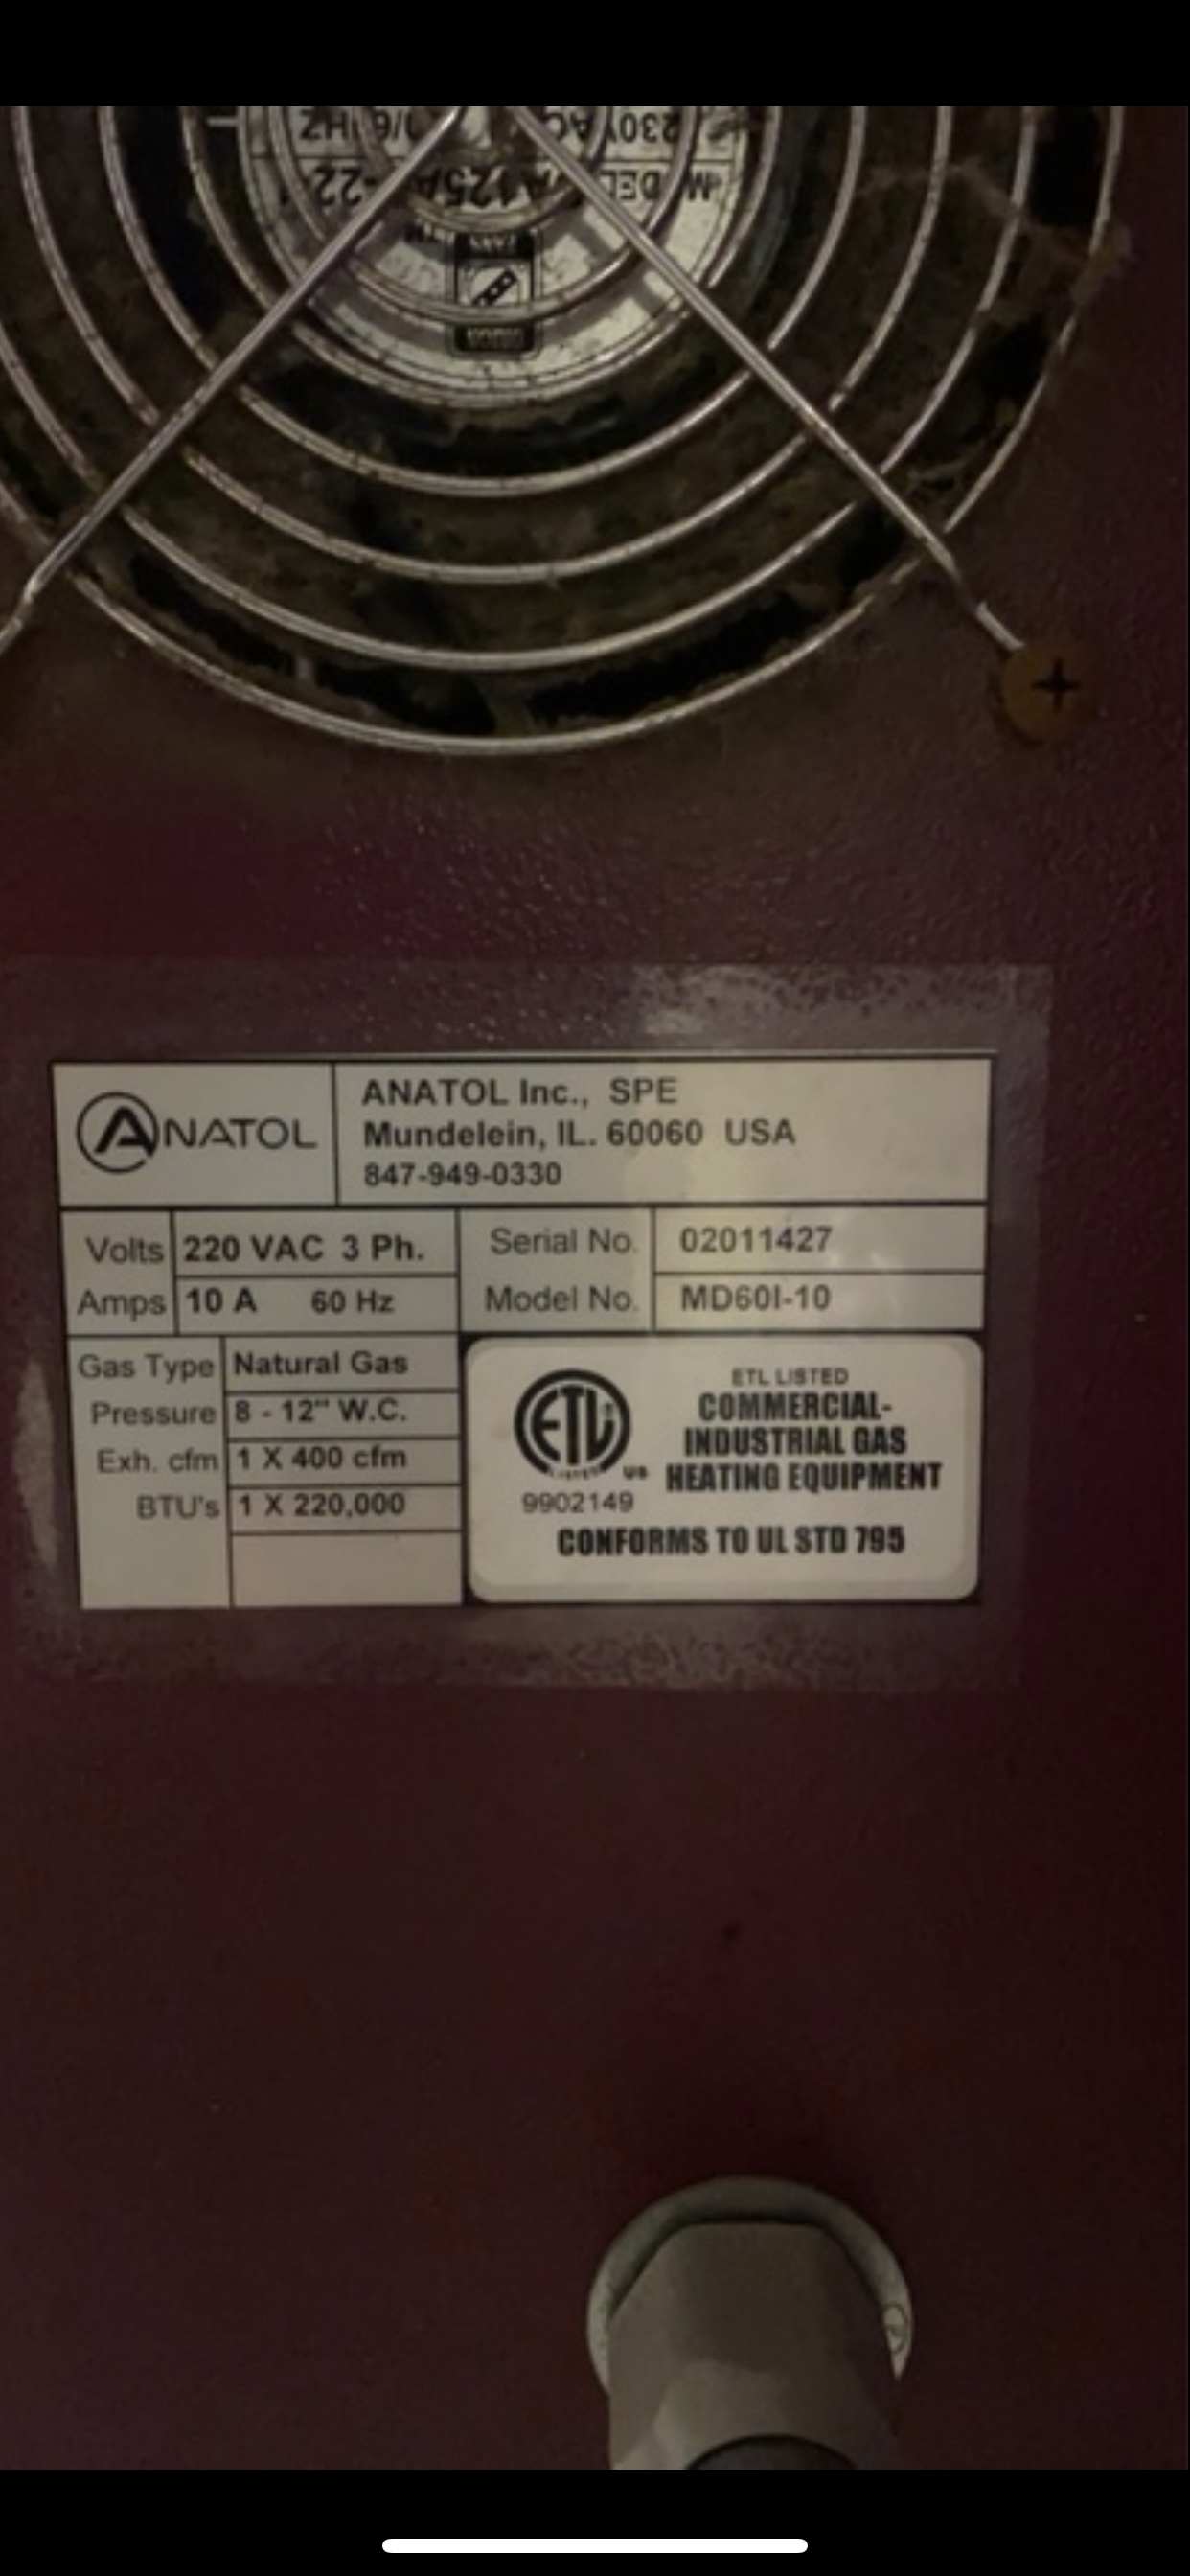 ANATOL
ANATOL Inc., SPE
Mundelein, IL. 60060 USA
847-949-0330
Volts 220 VAC 3 Ph.
Amps 10 A 60 Hz
Serial No. 02011427
Model No. MD60I-10
Gas Type Natural Gas
Pressure 8 - 12" W.C.
Exh. cfm 1 X 400 cfm
BTU's 1 X 220,000
ETL LISTED
COMMERCIAL-
INDUSTRIAL GAS
HEATING EQUIPMENT
ETL
LISTED US
9902149
CONFORMS TO UL STD 795